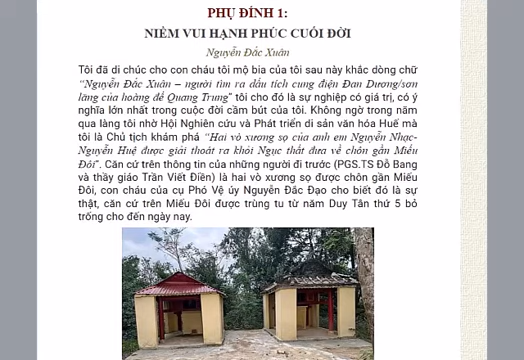 PHỤ ĐÍNH 1:
NIỀM VUI HẠNH PHÚC CUỐI ĐỜI
Nguyễn Đắc Xuân
Tôi đã di chúc cho con cháu tôi mộ bia của tôi sau này khắc dòng chữ
“Nguyễn Đắc Xuân – người tìm ra dấu tích cung điện Đan Dương/sơn
lăng của hoàng đế Quang Trung” tôi cho đó là sự nghiệp có giá trị, có ý
nghĩa lớn nhất trong cuộc đời cầm bút của tôi. Không ngờ trong năm
qua làng tôi nhờ Hội Nghiên cứu và Phát triển di sản văn hóa Huế mà
tôi là Chủ tịch khám phá “Hai vò xương sọ của anh em Nguyễn Nhạc-
Nguyễn Huệ được giải thoát ra khỏi Ngục thất đưa về chôn gần Miếu
Đôi”. Căn cứ trên thông tin của những người đi trước (PGS.TS Đỗ Bang
và thầy giáo Trần Viết Điền) là hai vò xương sọ được chôn gần Miếu
Đôi, con cháu của cụ Phó Vệ úy Nguyễn Đắc Đạo cho biết đó là sự
thật, căn cứ trên Miếu Đôi được trùng tu từ năm Duy Tân thứ 5 bỏ
trống cho đến ngày nay.